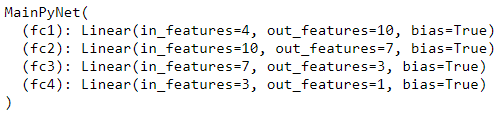 MainPyNet(
  (fc1): Linear(in_features=4, out_features=10, bias=True)
  (fc2): Linear(in_features=10, out_features=7, bias=True)
  (fc3): Linear(in_features=7, out_features=3, bias=True)
  (fc4): Linear(in_features=3, out_features=1, bias=True)
)